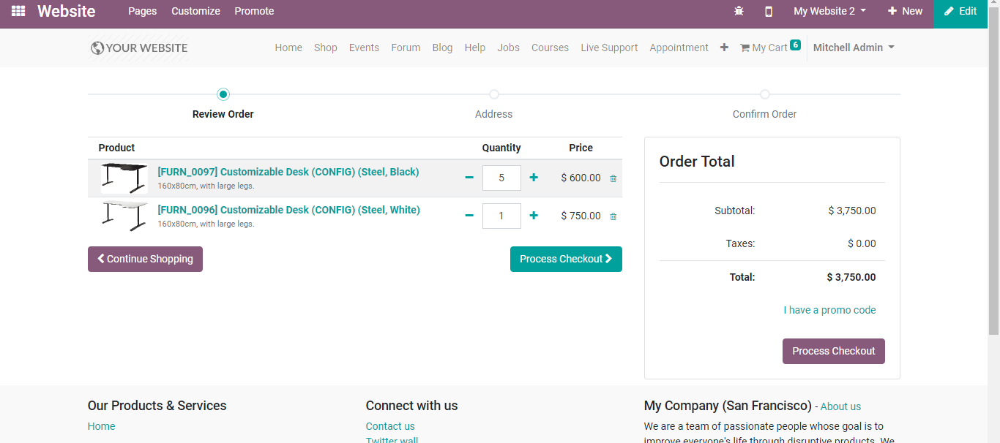 Website Pages Customize Promote My Website 2 New Edit
YOUR WEBSITE Home Shop Events Forum Blog Help Jobs Courses Live Support Appointment My Cart 6 Mitchell Admin
Review Order Address Confirm Order
Product Quantity Price
[FURN_0097] Customizable Desk (CONFIG) (Steel, Black)
160x80cm, with large legs.
5 $ 600.00
[FURN_0096] Customizable Desk (CONFIG) (Steel, White)
160x80cm, with large legs.
1 $ 750.00
Continue Shopping Process Checkout
Order Total
Subtotal: $ 3,750.00
Taxes: $ 0.00
Total: $ 3,750.00
I have a promo code
Process Checkout
Our Products & Services
Home
Connect with us
Contact us
Twitter wall
My Company (San Francisco) - About us
We are a team of passionate people whose goal is to
improve everyone's life through disruptive products. We